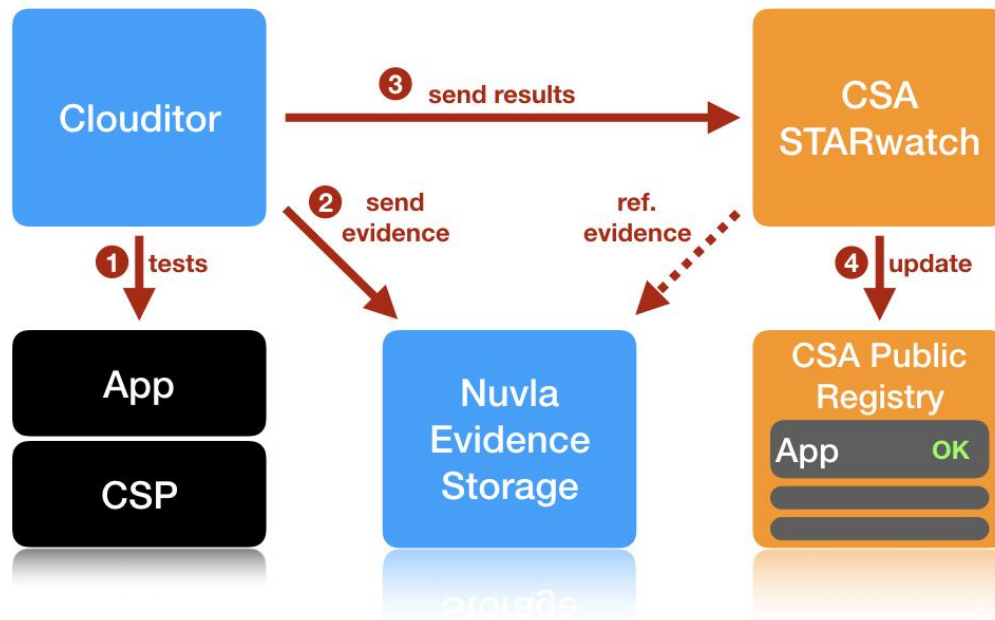 Clouditor
3 send results
CSA
STARwatch
2 send
evidence
ref.
evidence
1 tests
4 update
App
CSP
Nuvla
Evidence
Storage
CSA Public
Registry
App OK
Storage